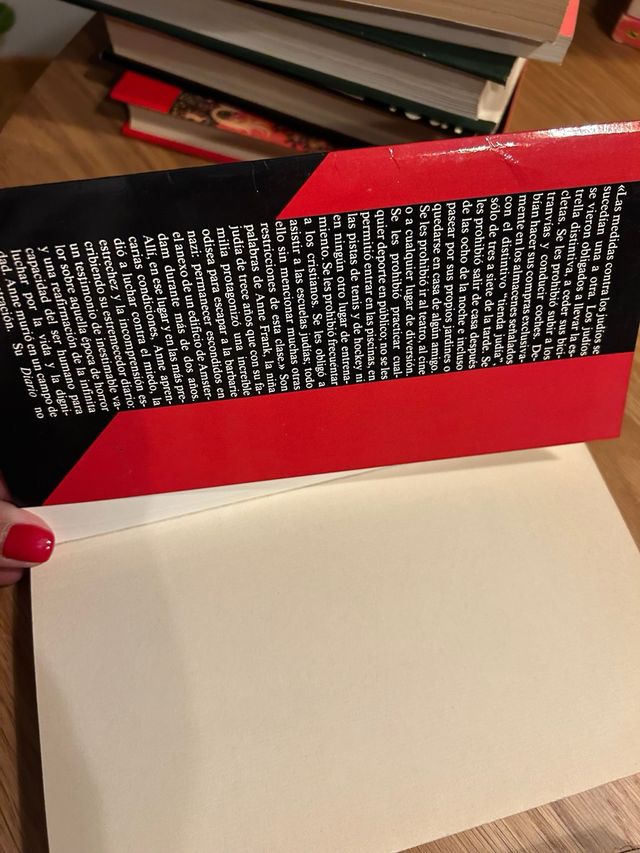 «Las medidas contra los judíos se
sucedían una a otra. Los judíos
se vieron obligados a llevar la es-
trella distintiva, a ceder sus bici-
cletas. Se les prohibió subir a los
tranvías y conducir coches. De-
bían hacer sus compras exclusiva-
mente en los almacenes señalados
con el distintivo 'tienda judía',
sólo de tres a siete de la tarde. Se
les prohibió salir de casa después
de las ocho de la noche e incluso
pasear por sus propios jardines o
quedarse en casa de algún amigo.
Se les prohibió ir al teatro, al cine
o a cualquier lugar de diversión.
Se les prohibió practicar cual-
quier deporte en público; no se les
permitió entrar en las piscinas, en
las pistas de tenis y de hockey ni
en ningún otro lugar de entrena-
miento. Se les prohibió frecuentar
a los cristianos. Se les obligó a
asistir a las escuelas judías, todo
ello sin mencionar muchas otras
restricciones de esta clase.» Son
palabras de Anne Frank, la niña
judía de trece años que con su fa-
milia protagonizó una increíble
odisea para escapar a la barbarie
nazi: permanecer escondidos en
el anexo de un edificio de Amster-
dam durante más de dos años.
Allí, en ese lugar y en las más pre-
carias condiciones, Anne apren-
dió a luchar contra el miedo, la
estrechez y la incomprensión es-
cribiendo su estremecedor diario:
un testimonio de inestimable va-
lor sobre aquella época de horror
y una reafirmación de la infinita
capacidad del ser humano para
luchar por la vida y la digni-
dad. Anne murió en un campo de
Su Diario no